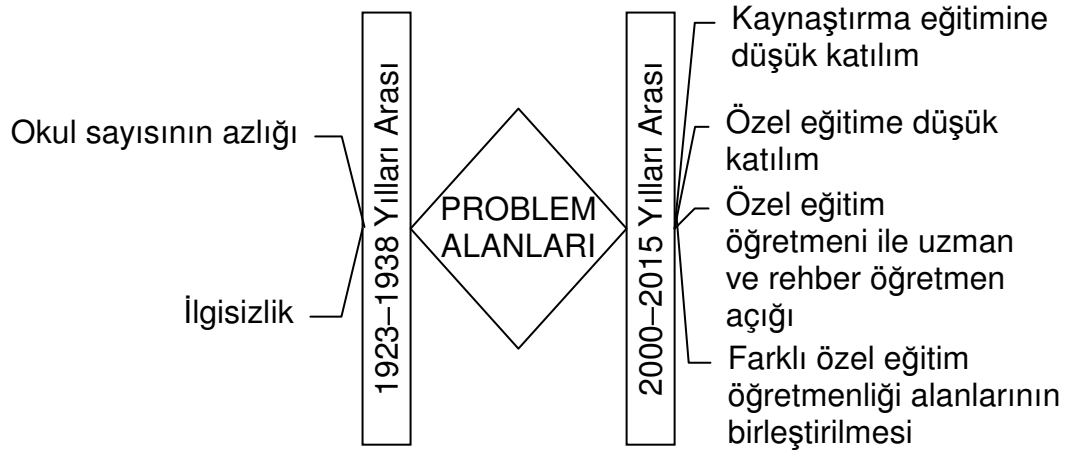 Okul sayısının azlığı
İlgisizlik
1923–1938 Yılları Arası
PROBLEM
ALANLARI
2000–2015 Yılları Arası
Kaynaştırma eğitimine
düşük katılım
Özel eğitime düşük
katılım
Özel eğitim
öğretmeni ile uzman
ve rehber öğretmen
açığı
Farklı özel eğitim
öğretmenliği alanlarının
birleştirilmesi